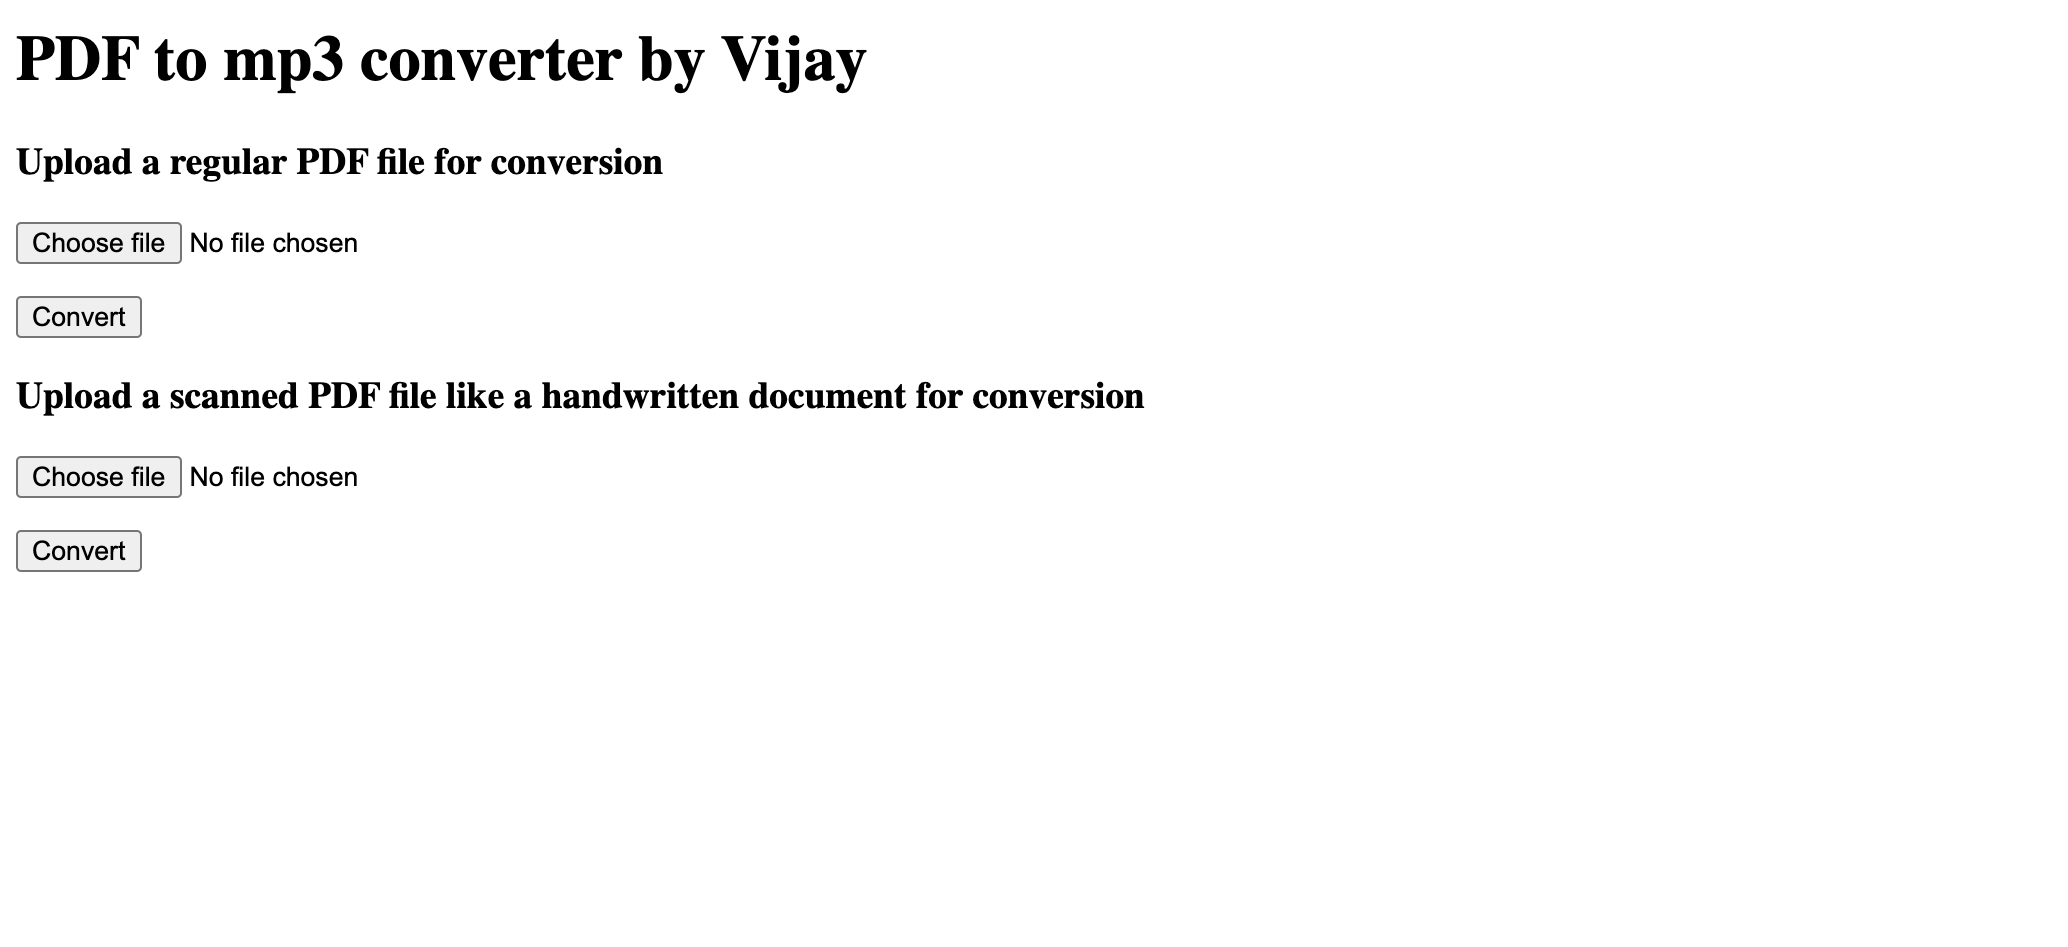 PDF to mp3 converter by Vijay
Upload a regular PDF file for conversion
Choose file No file chosen
Convert
Upload a scanned PDF file like a handwritten document for conversion
Choose file No file chosen
Convert